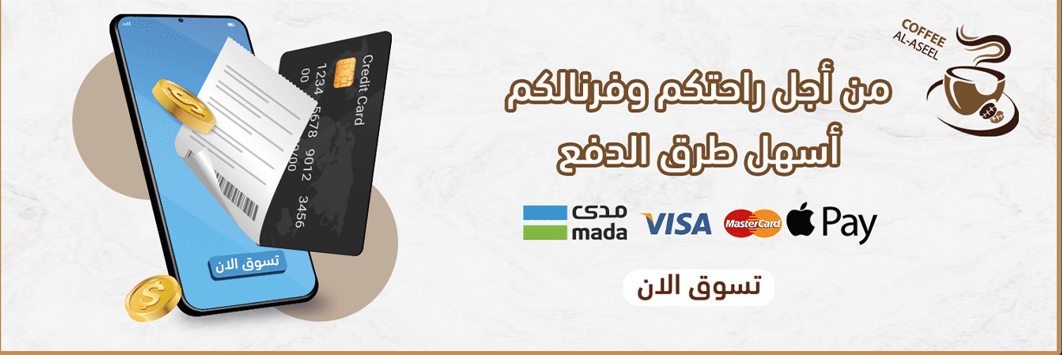 COFFEE
AL-ASEEL
من أجل راحتكم وفرنالكم
أسهل طرق الدفع
مدى
mada
VISA
MasterCard
Pay
تسوق الان
Credit Card
1234 5678 9012 3456
تسوق الان